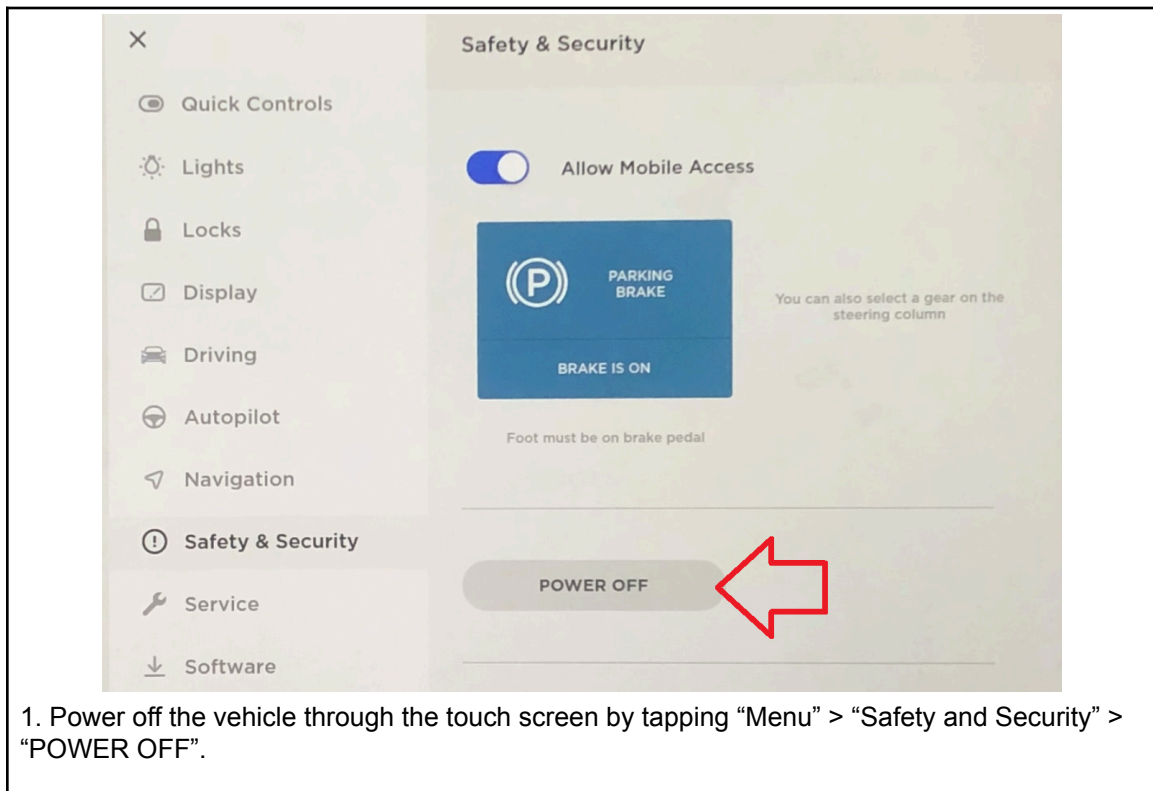 Safety & Security
Quick Controls
Lights
Locks
Display
Driving
Autopilot
Navigation
Safety & Security
Service
Software
Allow Mobile Access
PARKING
BRAKE
BRAKE IS ON
You can also select a gear on the
steering column
Foot must be on brake pedal
POWER OFF
1. Power off the vehicle through the touch screen by tapping “Menu” > “Safety and Security” >
“POWER OFF”.